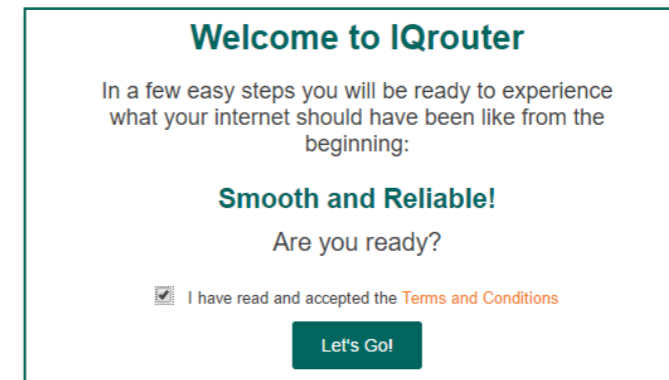 Welcome to IQrouter
In a few easy steps you will be ready to experience
what your internet should have been like from the
beginning:
Smooth and Reliable!
Are you ready?
I have read and accepted the Terms and Conditions
Let's Go!